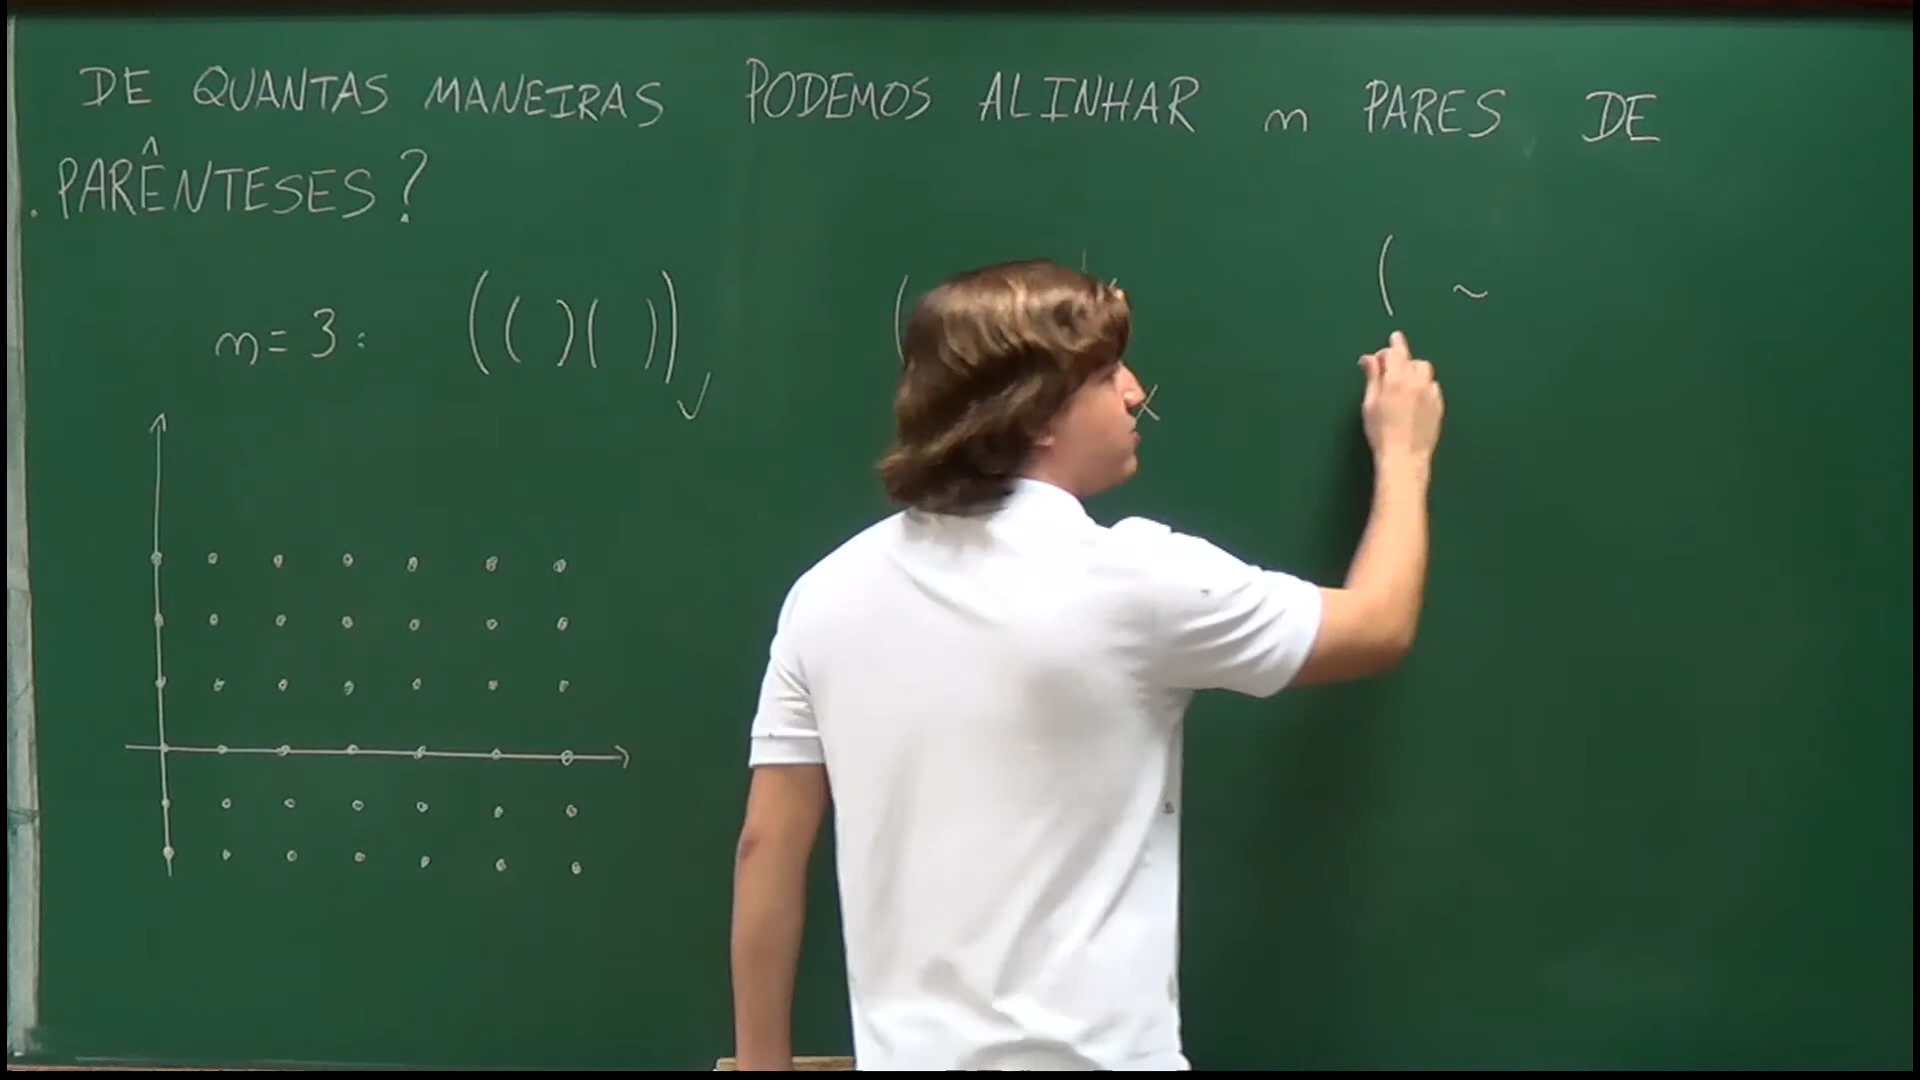 DE QUANTAS MANEIRAS PODEMOS ALINHAR n PARES DE
PARÊNTESES?
( ~
n = 3 : (( )( )) ✓ (